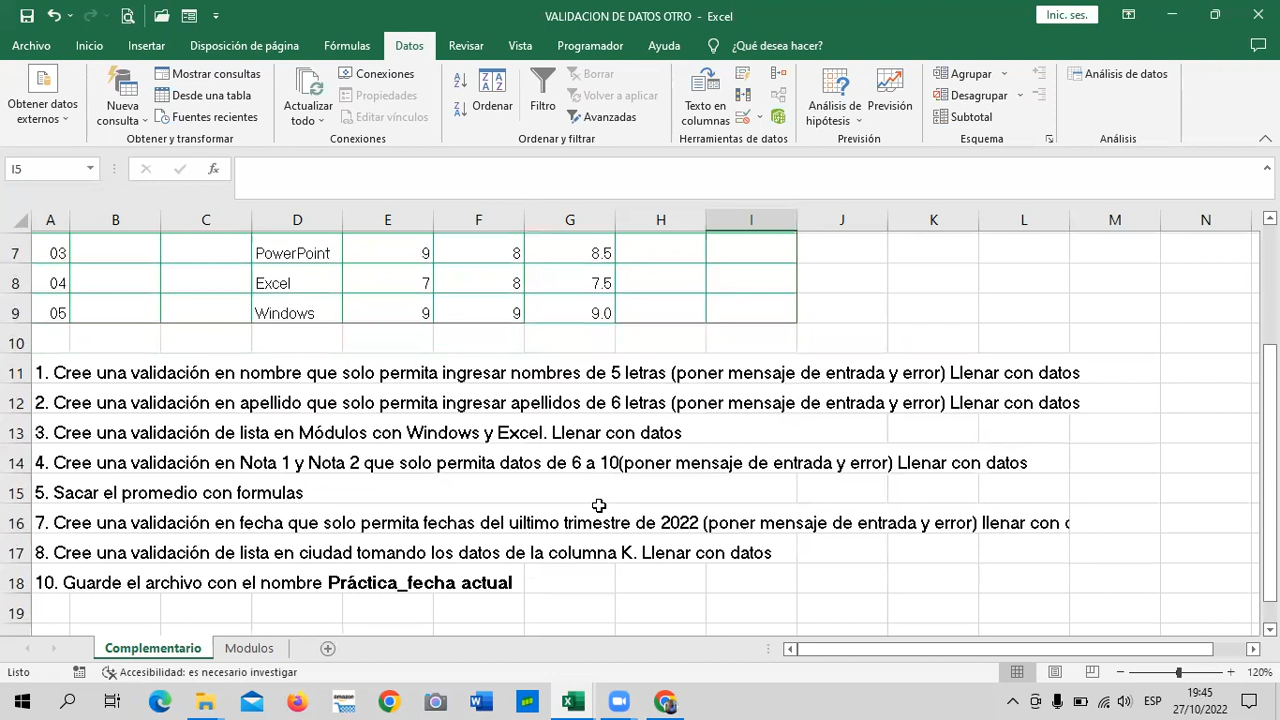 VALIDACION DE DATOS OTRO - Excel
Inic. ses.
Archivo Inicio Insertar Disposición de página Fórmulas Datos Revisar Vista Programador Ayuda ¿Qué desea hacer?
Obtener datos externos
Nueva consulta
Mostrar consultas
Desde una tabla
Fuentes recientes
Obtener y transformar
Actualizar todo
Conexiones
Propiedades
Editar vínculos
Conexiones
Ordenar
Filtro
Borrar
Volver a aplicar
Avanzadas
Ordenar y filtrar
Texto en columnas
Herramientas de datos
Análisis de hipótesis
Previsión
Previsión
Agrupar
Desagrupar
Subtotal
Esquema
Análisis de datos
Análisis
I5
fx
A B C D E F G H I J K L M N
7 03 PowerPoint 9 8 8.5
8 04 Excel 7 8 7.5
9 05 Windows 9 9 9.0
10
11 1. Cree una validación en nombre que solo permita ingresar nombres de 5 letras (poner mensaje de entrada y error) Llenar con datos
12 2. Cree una validación en apellido que solo permita ingresar apellidos de 6 letras (poner mensaje de entrada y error) Llenar con datos
13 3. Cree una validación de lista en Módulos con Windows y Excel. Llenar con datos
14 4. Cree una validación en Nota 1 y Nota 2 que solo permita datos de 6 a 10(poner mensaje de entrada y error) Llenar con datos
15 5. Sacar el promedio con formulas
16 7. Cree una validación en fecha que solo permita fechas del uiltimo trimestre de 2022 (poner mensaje de entrada y error) llenar con
17 8. Cree una validación de lista en ciudad tomando los datos de la columna K. Llenar con datos
18 10. Guarde el archivo con el nombre Práctica_fecha actual
19
Complementario Modulos
Listo Accesibilidad: es necesario investigar 120%
ESP
19:45
27/10/2022